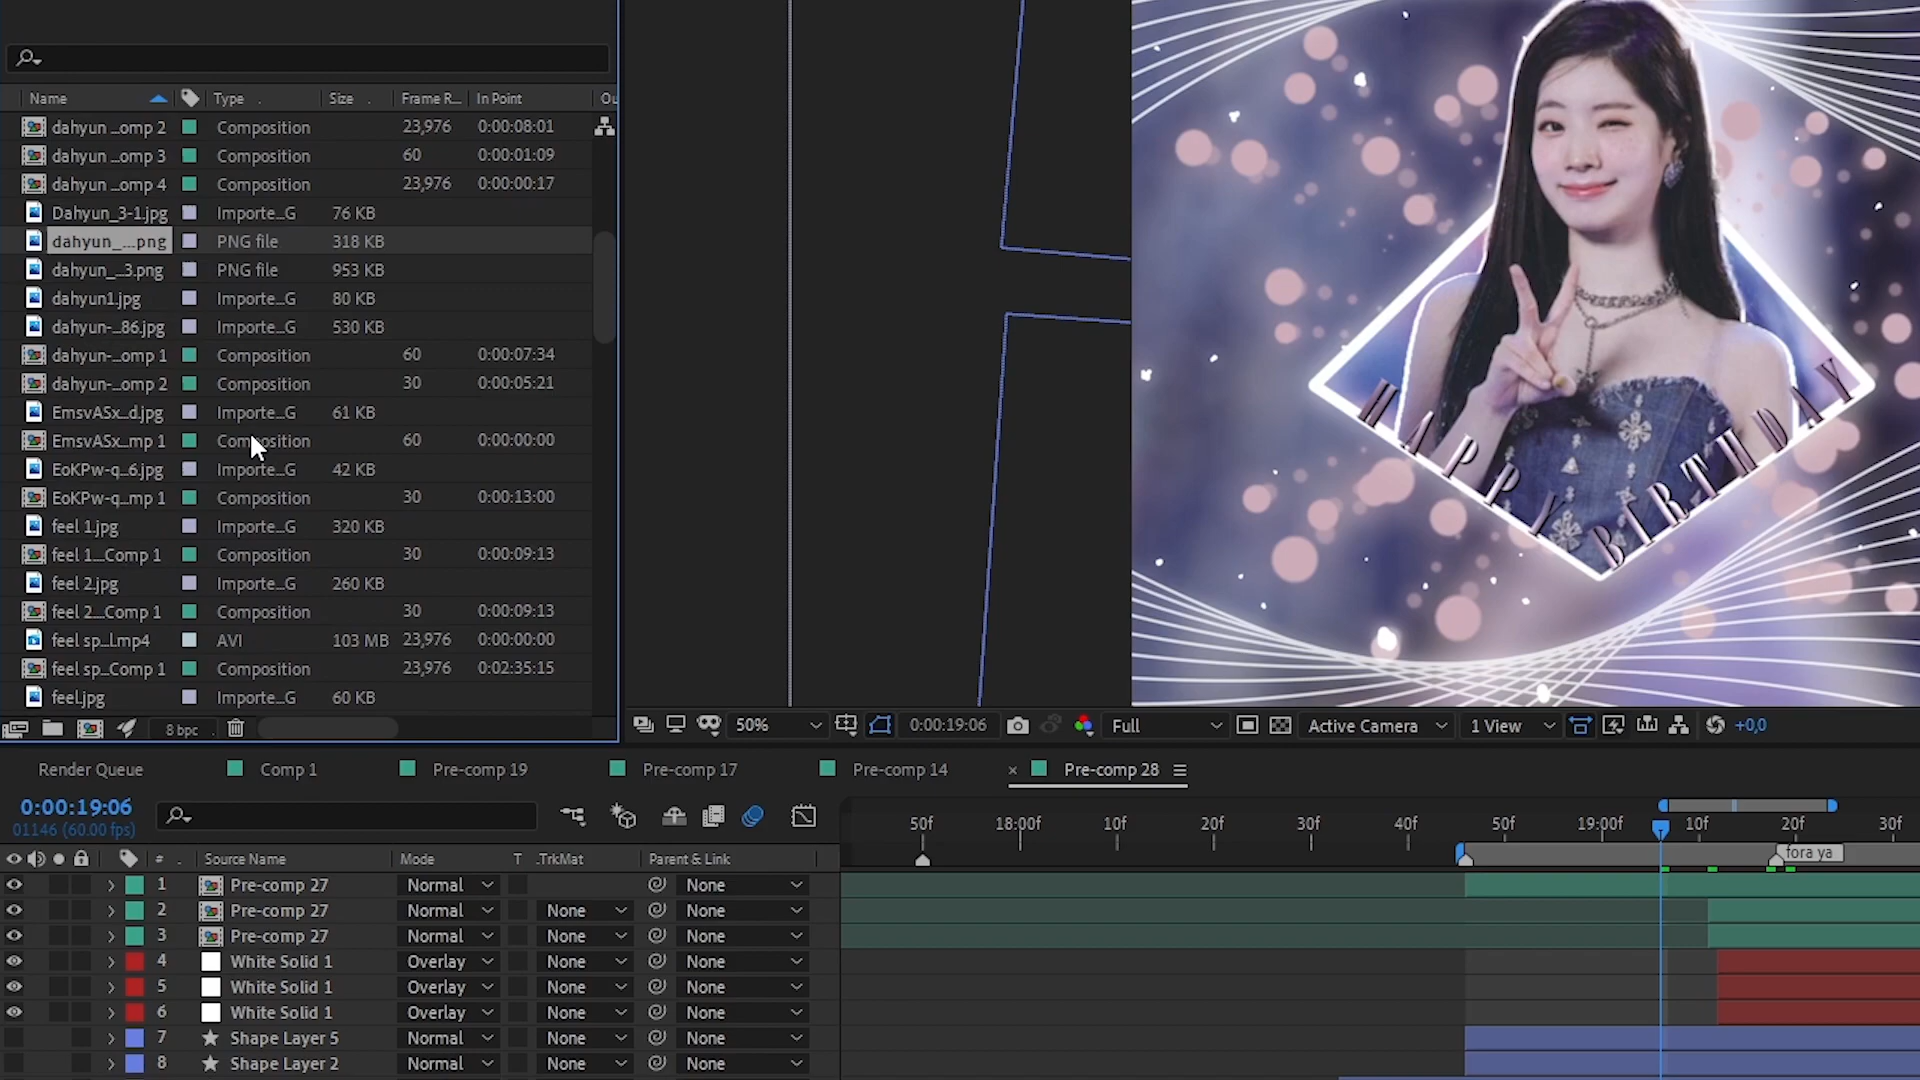 Name Type Size Frame R... In Point Ou
dahyun ...omp 2 Composition 23,976 0:00:08:01
dahyun ...omp 3 Composition 60 0:00:01:09
dahyun ...omp 4 Composition 23,976 0:00:00:17
Dahyun_3-1.jpg Importe...G 76 KB
dahyun_...png PNG file 318 KB
dahyun_...3.png PNG file 953 KB
dahyun1.jpg Importe...G 80 KB
dahyun-...86.jpg Importe...G 530 KB
dahyun-...omp 1 Composition 60 0:00:07:34
dahyun-...omp 2 Composition 30 0:00:05:21
EmsvASx...d.jpg Importe...G 61 KB
EmsvASx...mp 1 Composition 60 0:00:00:00
EoKPw-q...6.jpg Importe...G 42 KB
EoKPw-q...mp 1 Composition 30 0:00:13:00
feel 1.jpg Importe...G 320 KB
feel 1...Comp 1 Composition 30 0:00:09:13
feel 2.jpg Importe...G 260 KB
feel 2...Comp 1 Composition 30 0:00:09:13
feel sp...l.mp4 AVI 103 MB 23,976 0:00:00:00
feel sp...Comp 1 Composition 23,976 0:02:35:15
feel.jpg Importe...G 60 KB
8 bpc
HAPPY BIRTHDAY
50% 0:00:19:06 Full Active Camera 1 View +0,0
Render Queue Comp 1 Pre-comp 19 Pre-comp 17 Pre-comp 14 × Pre-comp 28
0:00:19:06
01146 (60.00 fps)
50f 18:00f 10f 20f 30f 40f 50f 19:00f 10f 20f 30f
fora ya
# Source Name Mode T .TrkMat Parent & Link
1 Pre-comp 27 Normal None
2 Pre-comp 27 Normal None None
3 Pre-comp 27 Normal None None
4 White Solid 1 Overlay None None
5 White Solid 1 Overlay None None
6 White Solid 1 Overlay None None
7 Shape Layer 5 Normal None None
8 Shape Layer 2 Normal None None